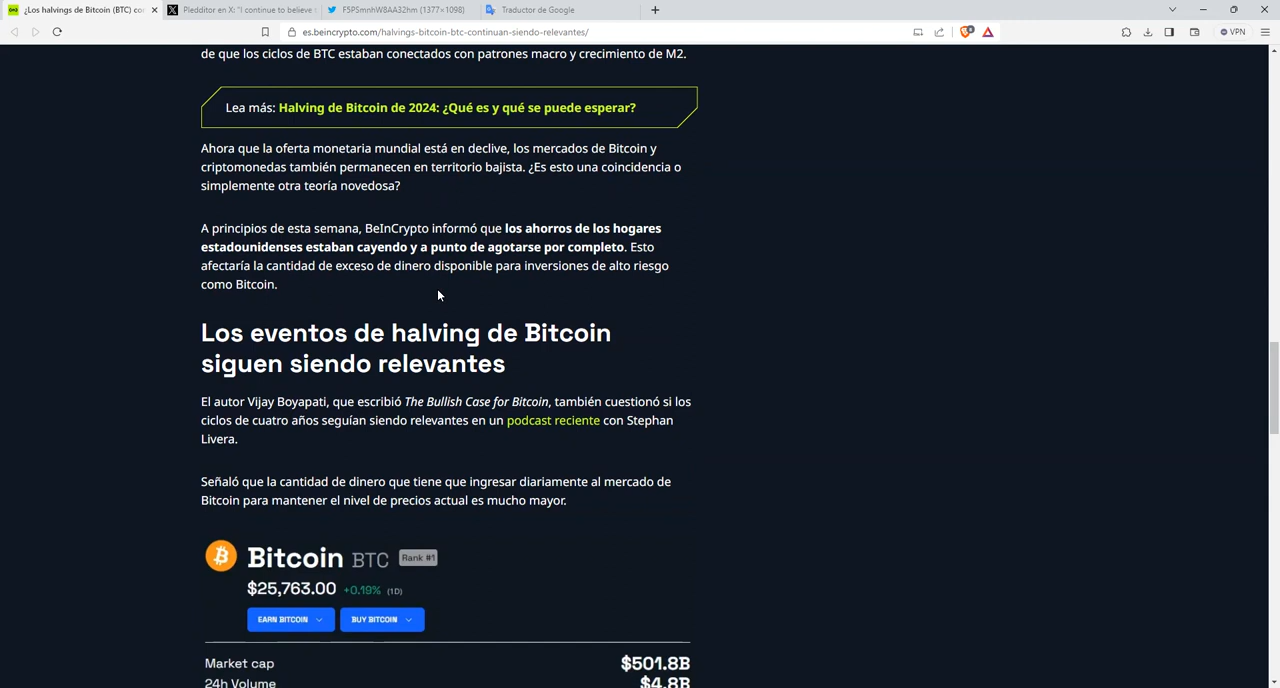 ¿Los halvings de Bitcoin (BTC) co
Pledditor en X: "I continue to believe
F5PSmnhW8AA32hm (1377×1098)
Traductor de Google
es.beincrypto.com/halvings-bitcoin-btc-continuan-siendo-relevantes/
VPN
de que los ciclos de BTC estaban conectados con patrones macro y crecimiento de M2.
Lea más: Halving de Bitcoin de 2024: ¿Qué es y qué se puede esperar?
Ahora que la oferta monetaria mundial está en declive, los mercados de Bitcoin y
criptomonedas también permanecen en territorio bajista. ¿Es esto una coincidencia o
simplemente otra teoría novedosa?
A principios de esta semana, BeInCrypto informó que los ahorros de los hogares
estadounidenses estaban cayendo y a punto de agotarse por completo. Esto
afectaría la cantidad de exceso de dinero disponible para inversiones de alto riesgo
como Bitcoin.
Los eventos de halving de Bitcoin
siguen siendo relevantes
El autor Vijay Boyapati, que escribió The Bullish Case for Bitcoin, también cuestionó si los
ciclos de cuatro años seguían siendo relevantes en un podcast reciente con Stephan
Livera.
Señaló que la cantidad de dinero que tiene que ingresar diariamente al mercado de
Bitcoin para mantener el nivel de precios actual es mucho mayor.
Bitcoin BTC Rank #1
$25,763.00 +0.19% (1D)
EARN BITCOIN BUY BITCOIN
Market cap $501.8B
24h Volume $4.8B